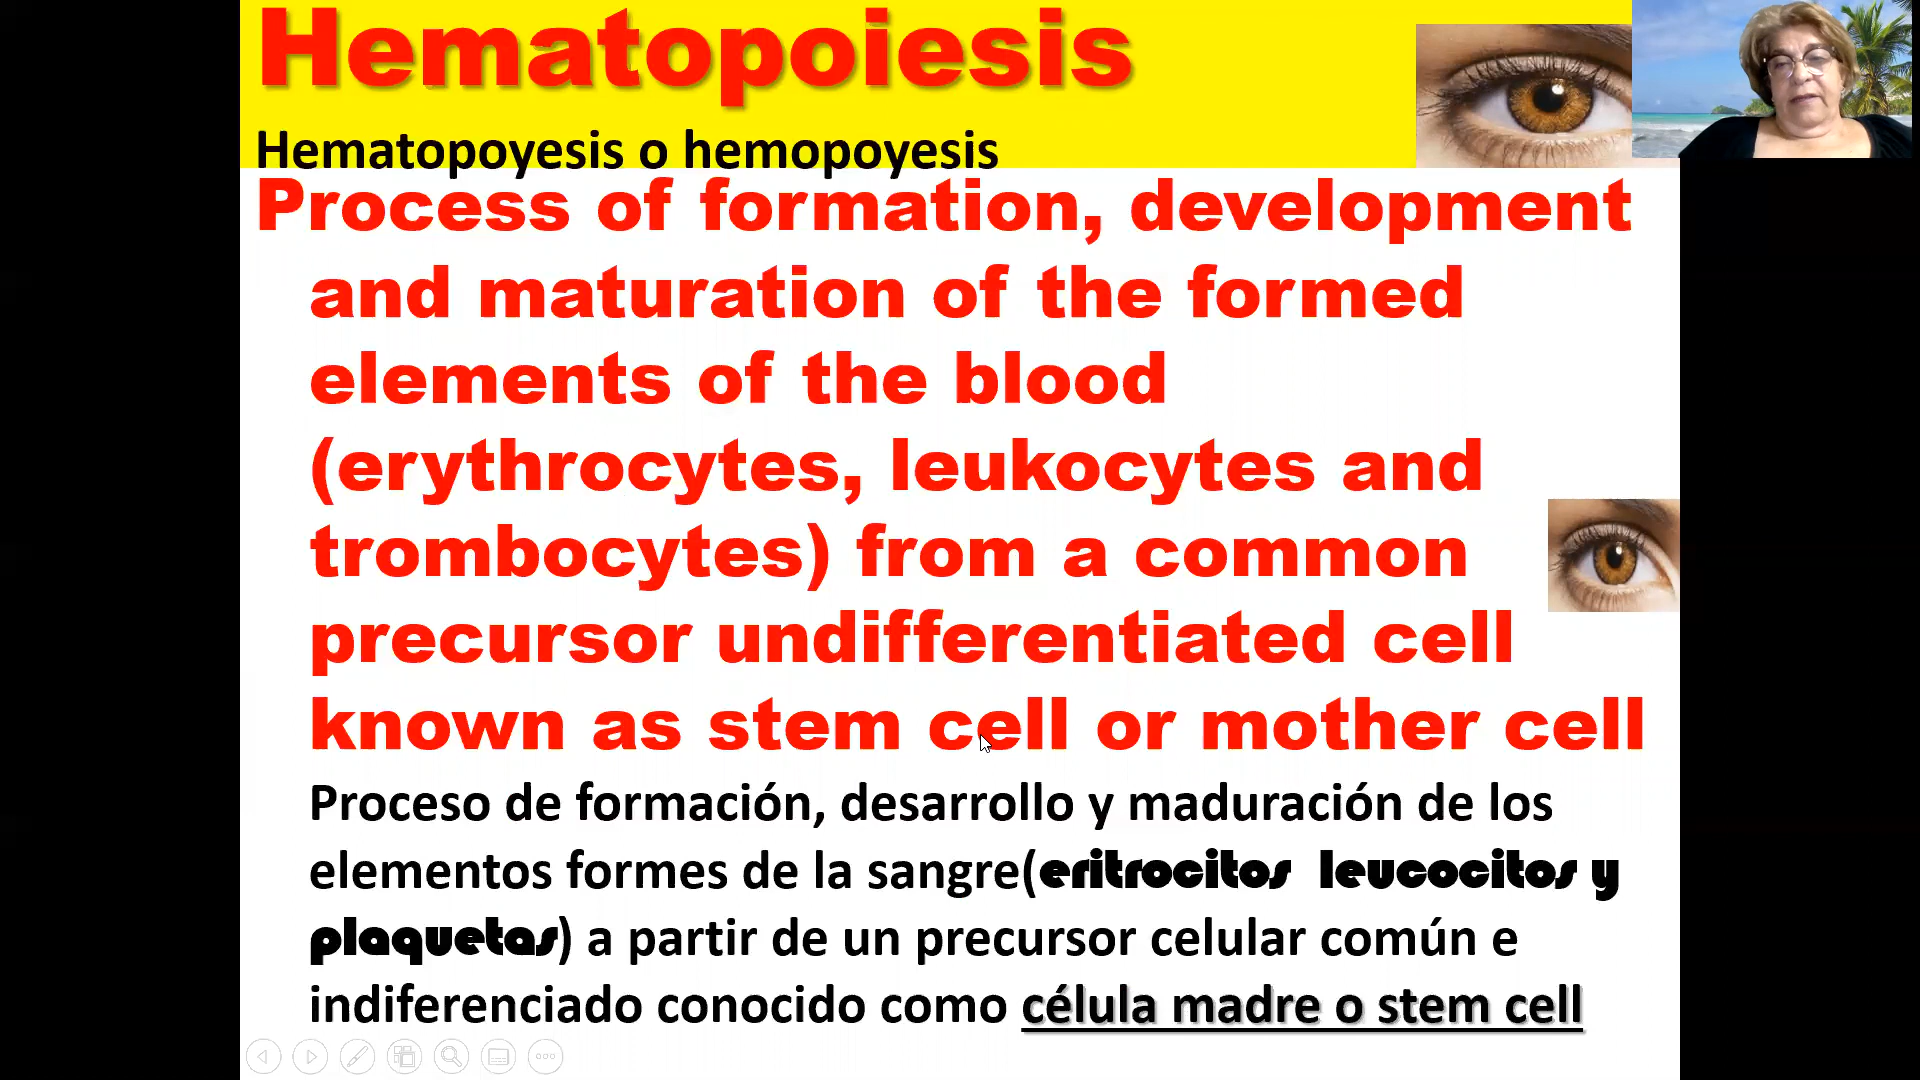 Hematopoiesis
Hematopoyesis o hemopoyesis
Process of formation, development
and maturation of the formed
elements of the blood
(erythrocytes, leukocytes and
trombocytes) from a common
precursor undifferentiated cell
known as stem cell or mother cell
Proceso de formación, desarrollo y maduración de los
elementos formes de la sangre(eritrocitos leucocitos y
plaquetas) a partir de un precursor celular común e
indiferenciado conocido como célula madre o stem cell